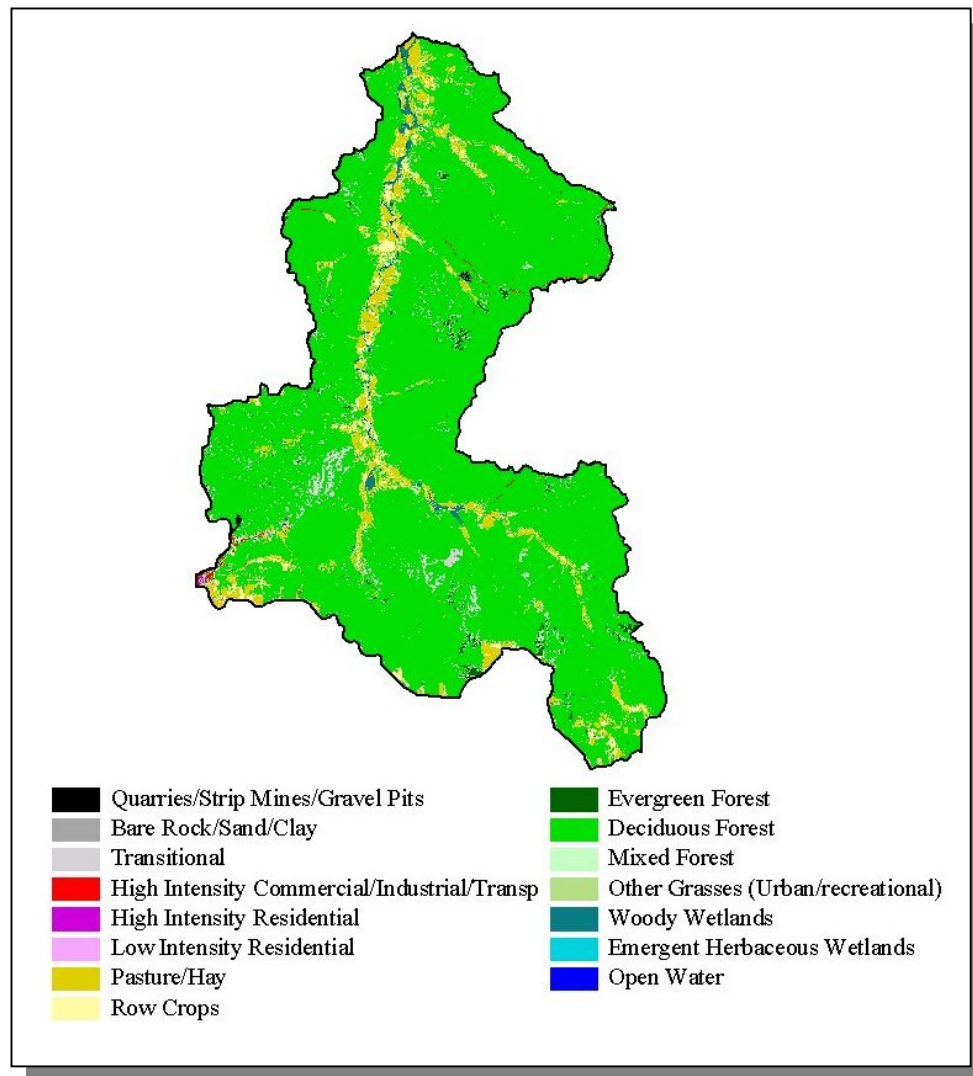 Quarries/Strip Mines/Gravel Pits
Bare Rock/Sand/Clay
Transitional
High Intensity Commercial/Industrial/Transp
High Intensity Residential
Low Intensity Residential
Pasture/Hay
Row Crops
Evergreen Forest
Deciduous Forest
Mixed Forest
Other Grasses (Urban/recreational)
Woody Wetlands
Emergent Herbaceous Wetlands
Open Water